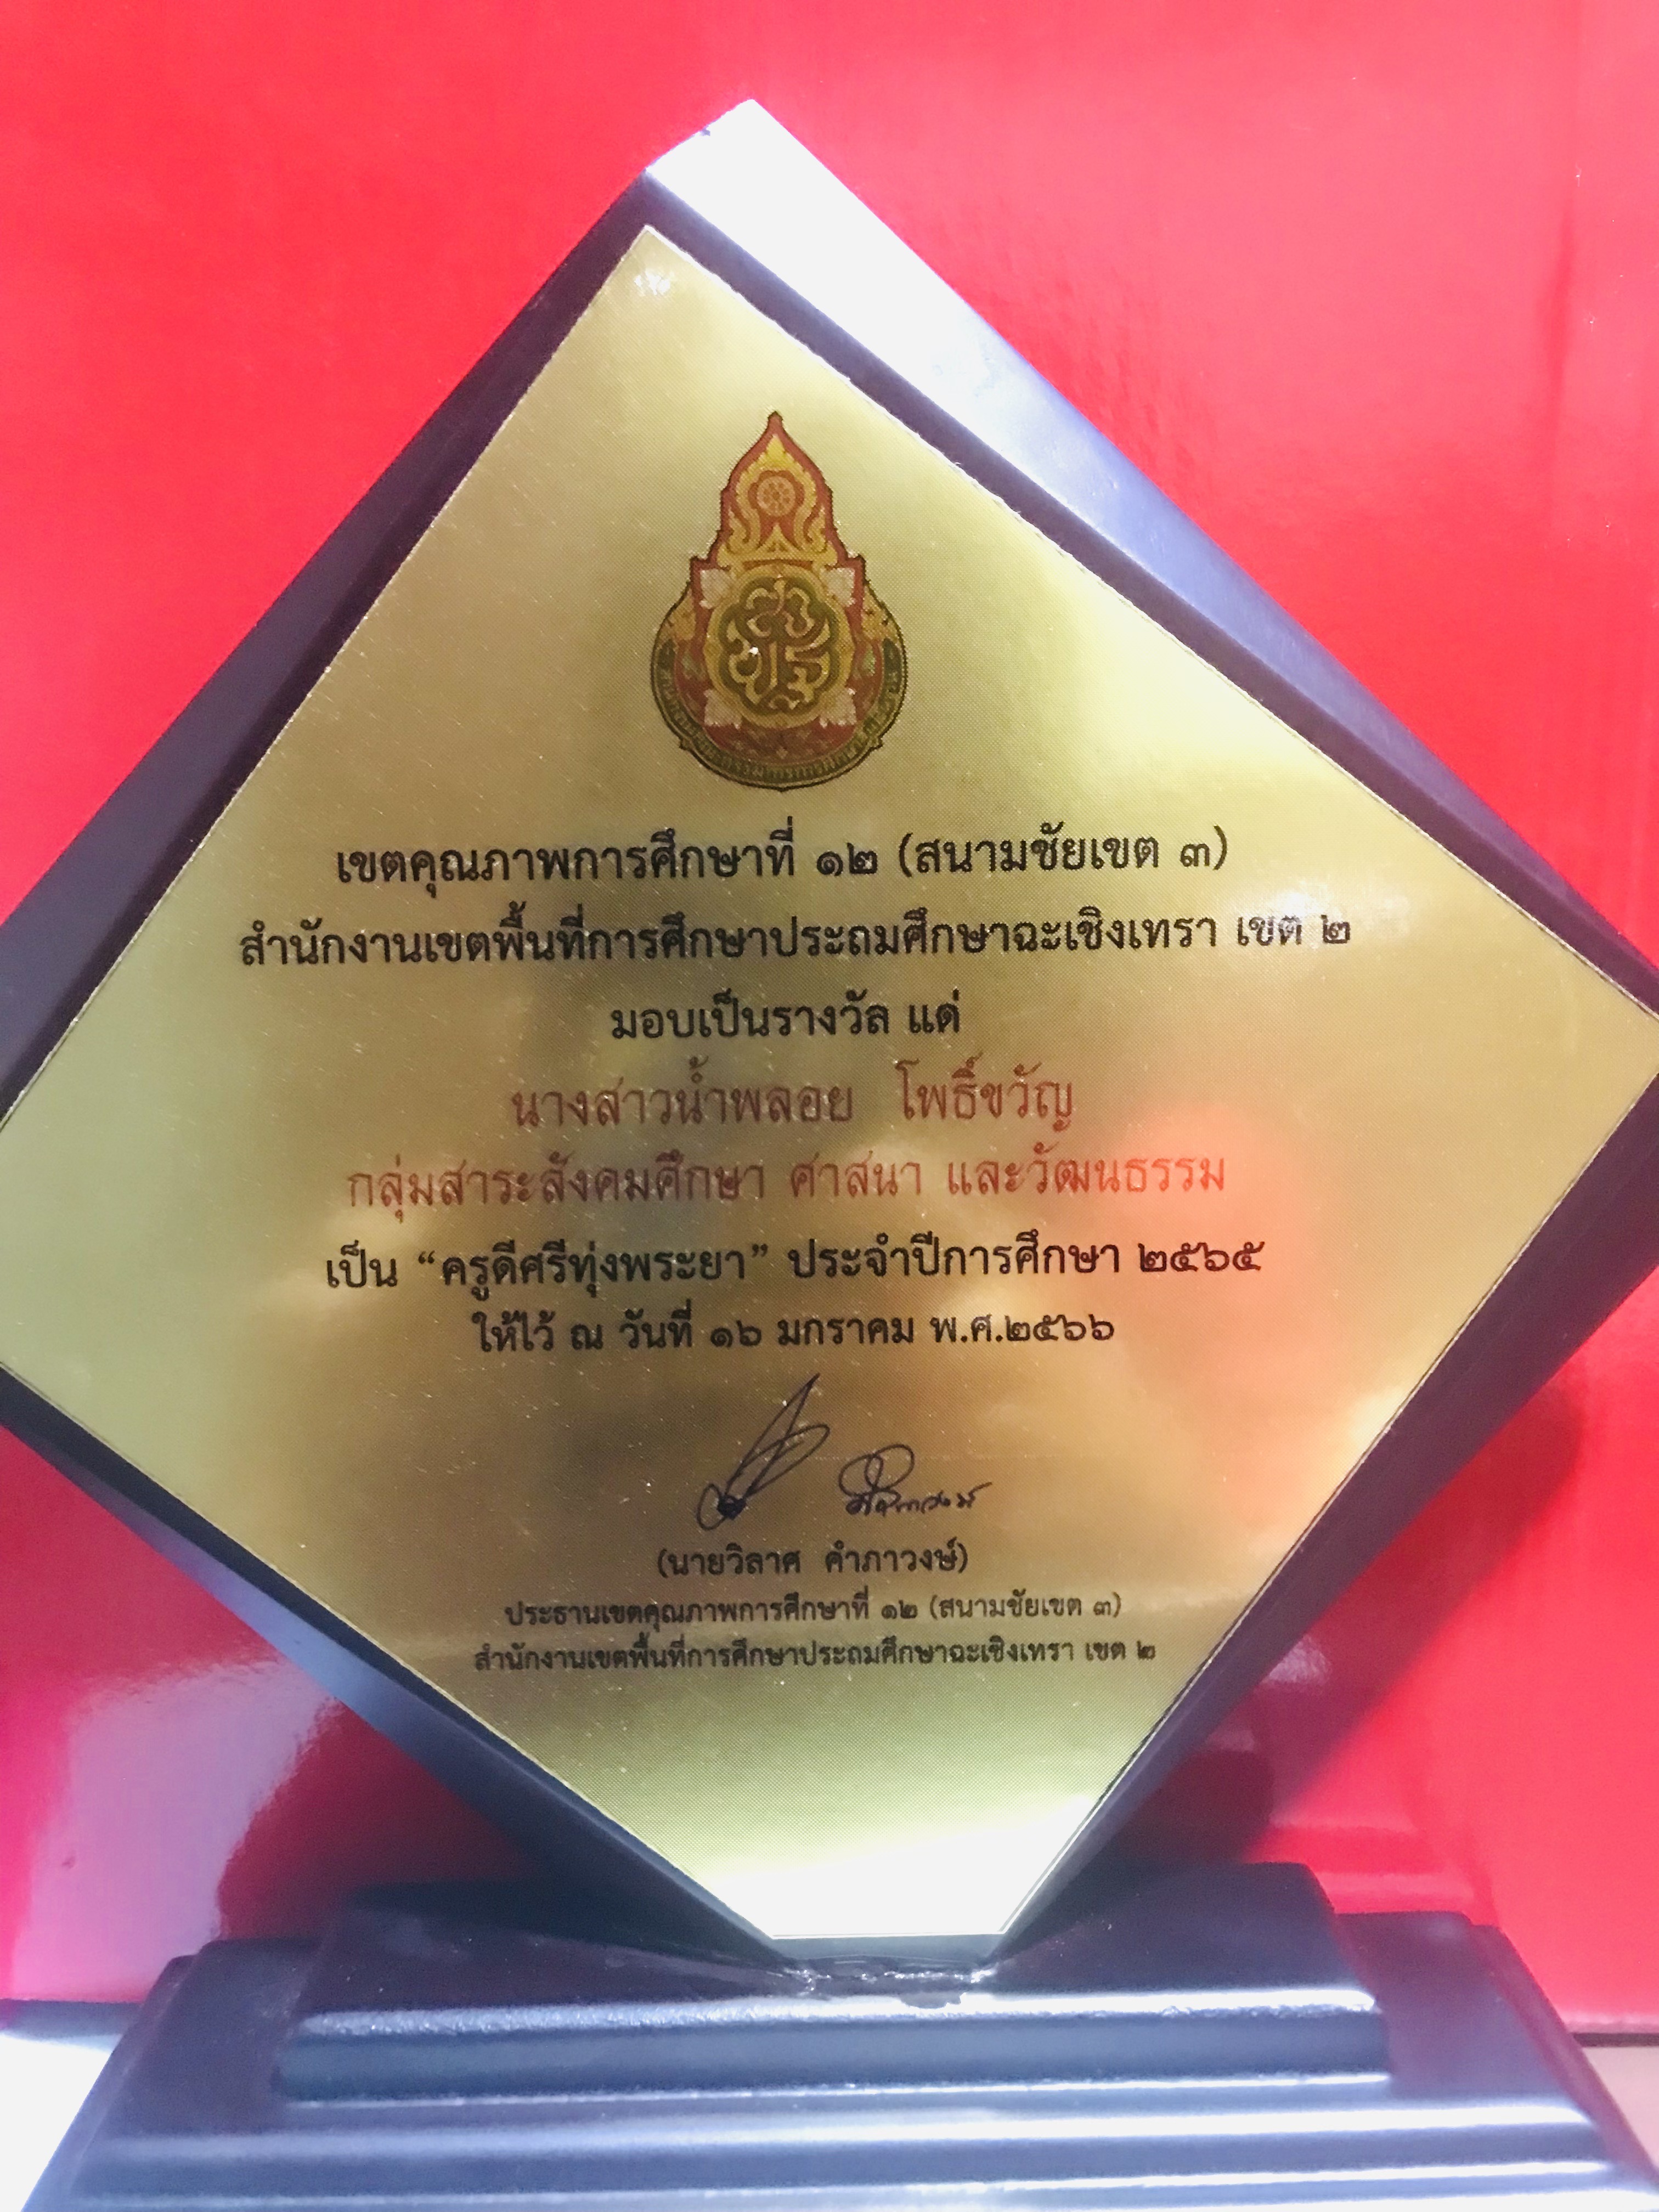 เขตคุณภาพการศึกษาที่ ๑๒ (สนามชัยเขต ๓)
สำนักงานเขตพื้นที่การศึกษาประถมศึกษาฉะเชิงเทรา เขต ๒
มอบเป็นรางวัล แด่
นางสาวน้ำพลอย โพธิ์ขวัญ
กลุ่มสาระสังคมศึกษา ศาสนา และวัฒนธรรม
เป็น “ครูดีศรีทุ่งพระยา” ประจำปีการศึกษา ๒๕๖๕
ให้ไว้ ณ วันที่ ๑๖ มกราคม พ.ศ.๒๕๖๖
(นายวิลาศ คำภาวงษ์)
ประธานเขตคุณภาพการศึกษาที่ ๑๒ (สนามชัยเขต ๓)
สำนักงานเขตพื้นที่การศึกษาประถมศึกษาฉะเชิงเทรา เขต ๒